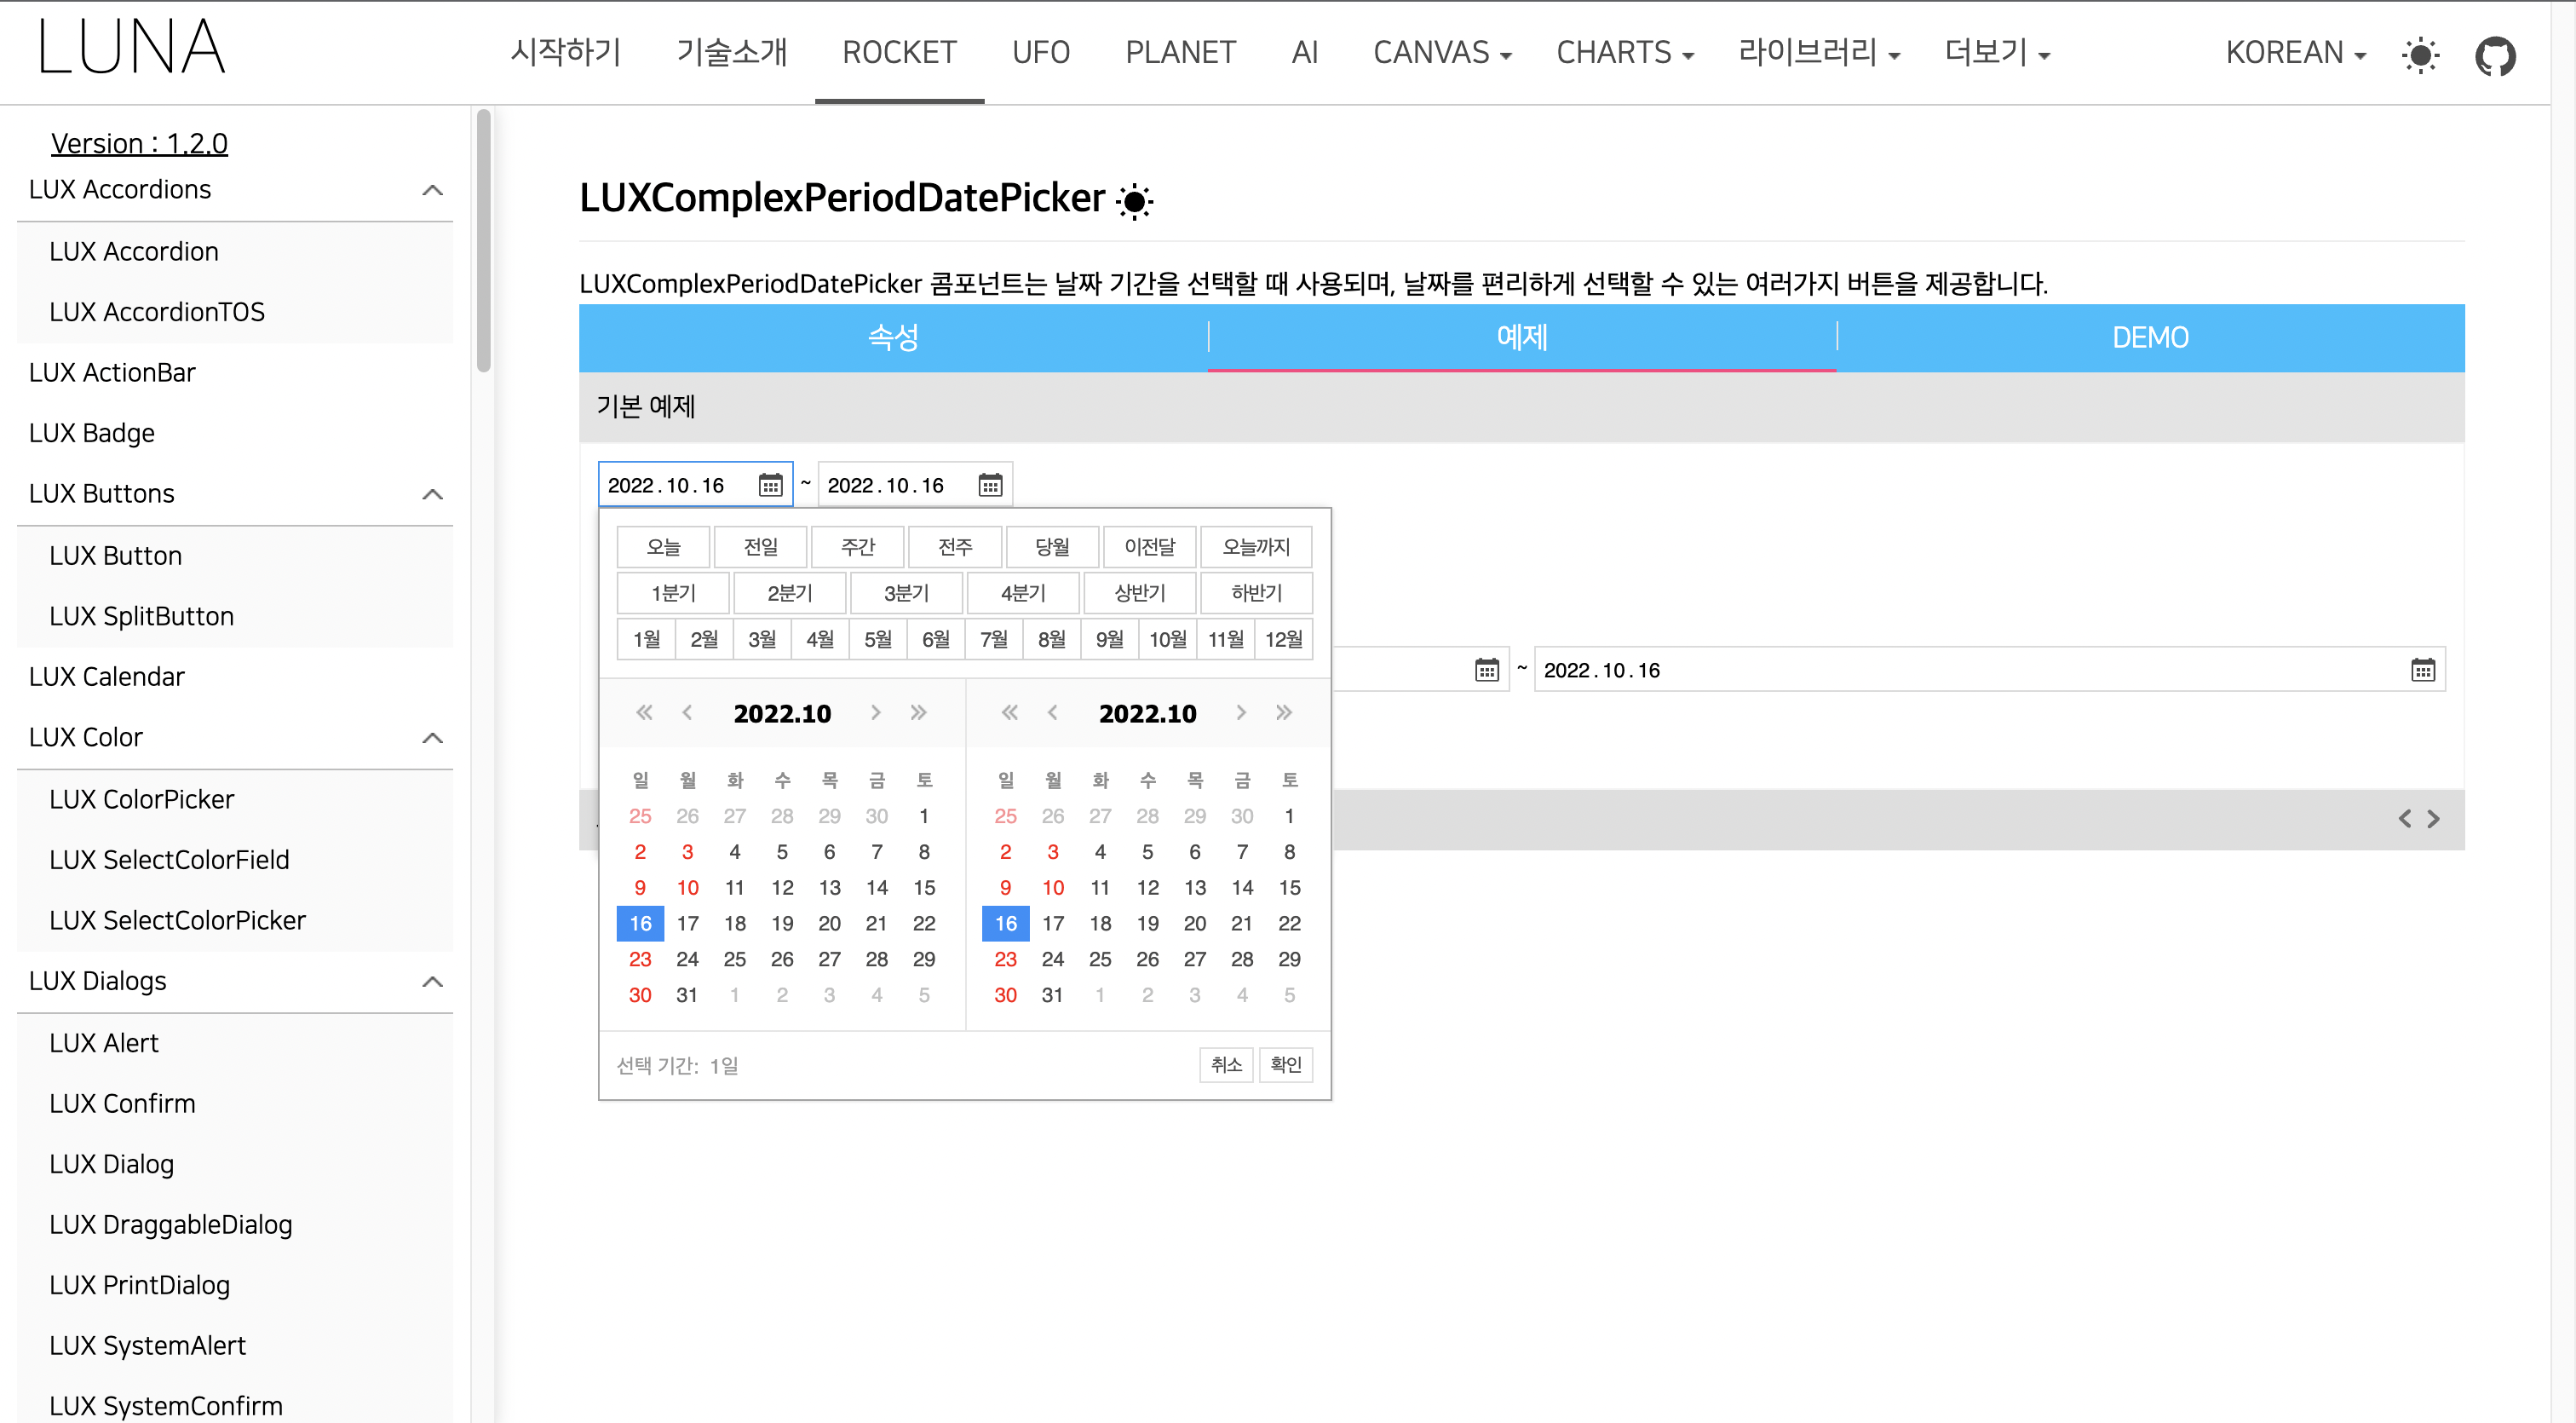 LUNA
시작하기 기술소개 ROCKET UFO PLANET AI CANVAS CHARTS 라이브러리 더보기 KOREAN
Version : 1.2.0
LUX Accordions
LUX Accordion
LUX AccordionTOS
LUX ActionBar
LUX Badge
LUX Buttons
LUX Button
LUX SplitButton
LUX Calendar
LUX Color
LUX ColorPicker
LUX SelectColorField
LUX SelectColorPicker
LUX Dialogs
LUX Alert
LUX Confirm
LUX Dialog
LUX DraggableDialog
LUX PrintDialog
LUX SystemAlert
LUX SystemConfirm
LUXComplexPeriodDatePicker
LUXComplexPeriodDatePicker 콤포넌트는 날짜 기간을 선택할 때 사용되며, 날짜를 편리하게 선택할 수 있는 여러가지 버튼을 제공합니다.
속성 예제 DEMO
기본 예제
2022.10.16 ~ 2022.10.16
오늘 전일 주간 전주 당월 이전달 오늘까지
1분기 2분기 3분기 4분기 상반기 하반기
1월 2월 3월 4월 5월 6월 7월 8월 9월 10월 11월 12월
~ 2022.10.16
« ‹ 2022.10 › » « ‹ 2022.10 › »
일 월 화 수 목 금 토 일 월 화 수 목 금 토
25 26 27 28 29 30 1 25 26 27 28 29 30 1
2 3 4 5 6 7 8 2 3 4 5 6 7 8
9 10 11 12 13 14 15 9 10 11 12 13 14 15
16 17 18 19 20 21 22 16 17 18 19 20 21 22
23 24 25 26 27 28 29 23 24 25 26 27 28 29
30 31 1 2 3 4 5 30 31 1 2 3 4 5
선택 기간: 1일 취소 확인